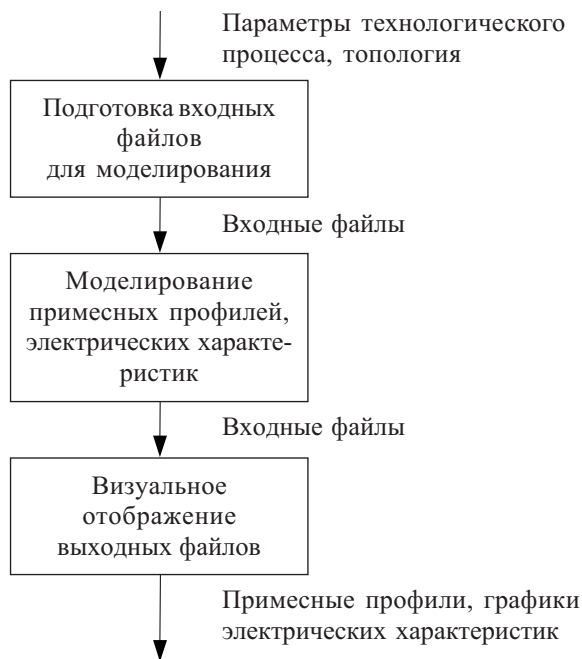 Параметры технологического
процесса, топология
Подготовка входных
файлов
для моделирования
Входные файлы
Моделирование
примесных профилей,
электрических характе-
ристик
Входные файлы
Визуальное
отображение
выходных файлов
Примесные профили, графики
электрических характеристик